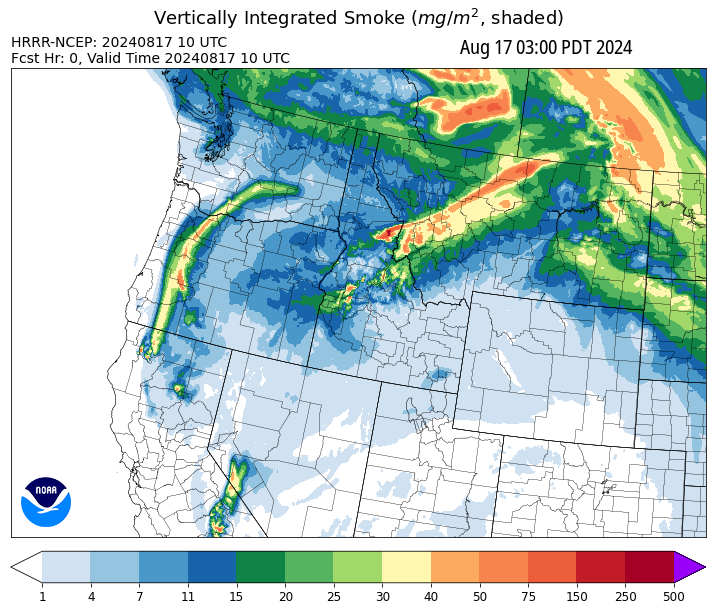 Vertically Integrated Smoke (mg/m², shaded)
HRRR-NCEP: 20240817 10 UTC
Aug 17 03:00 PDT 2024
Fcst Hr: 0, Valid Time 20240817 10 UTC
NOAA
1 4 7 11 15 20 25 30 40 50 75 150 250 500